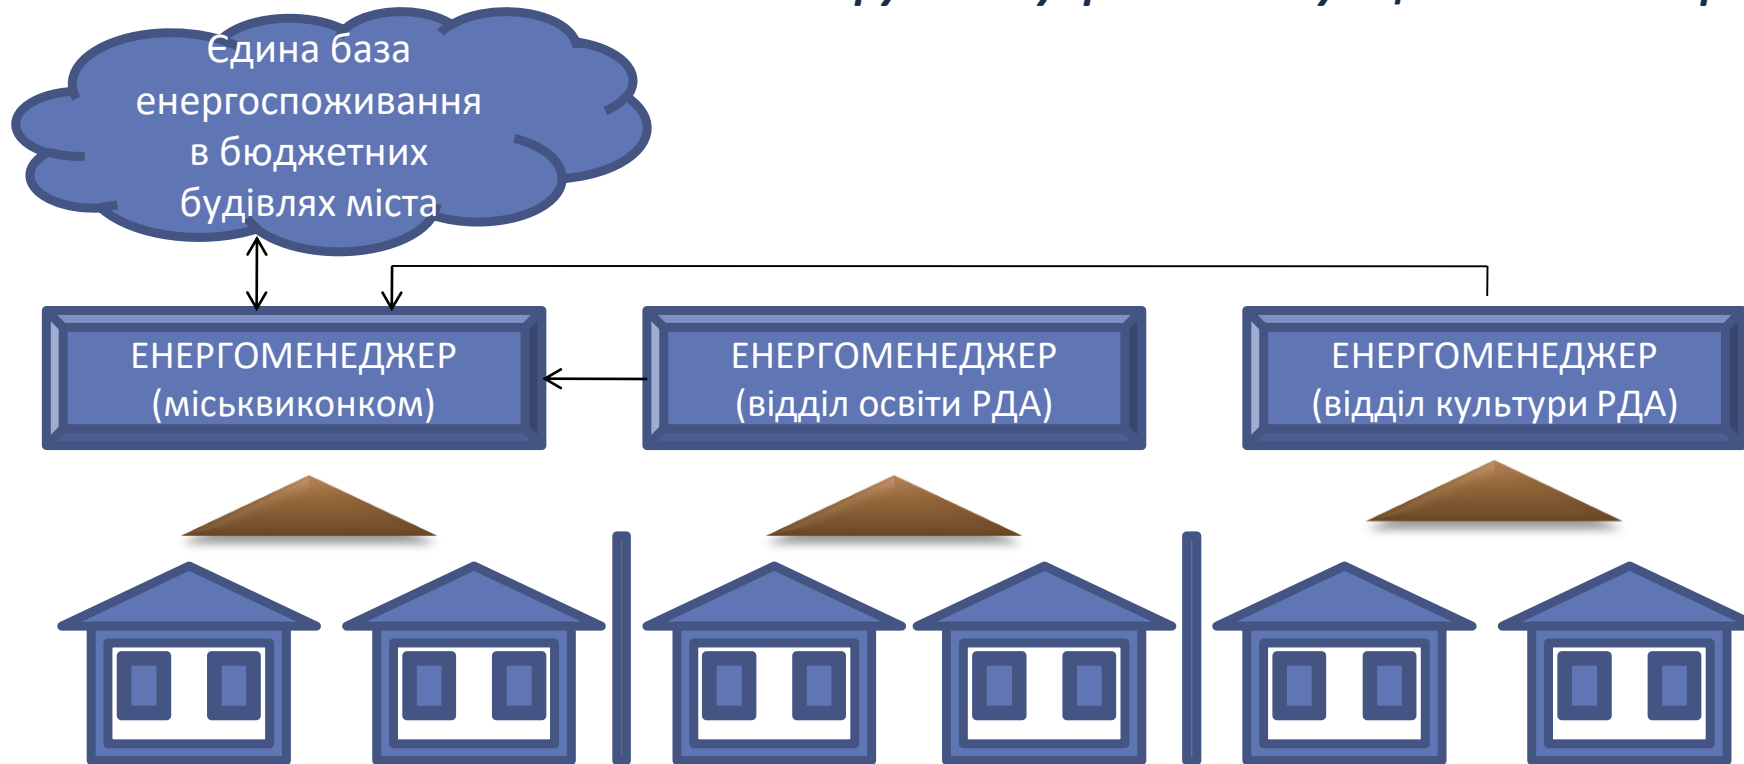 Єдина база
енергоспоживання
в бюджетних
будівлях міста
ЕНЕРГОМЕНЕДЖЕР
(міськвиконком)
ЕНЕРГОМЕНЕДЖЕР
(відділ освіти РДА)
ЕНЕРГОМЕНЕДЖЕР
(відділ культури РДА)